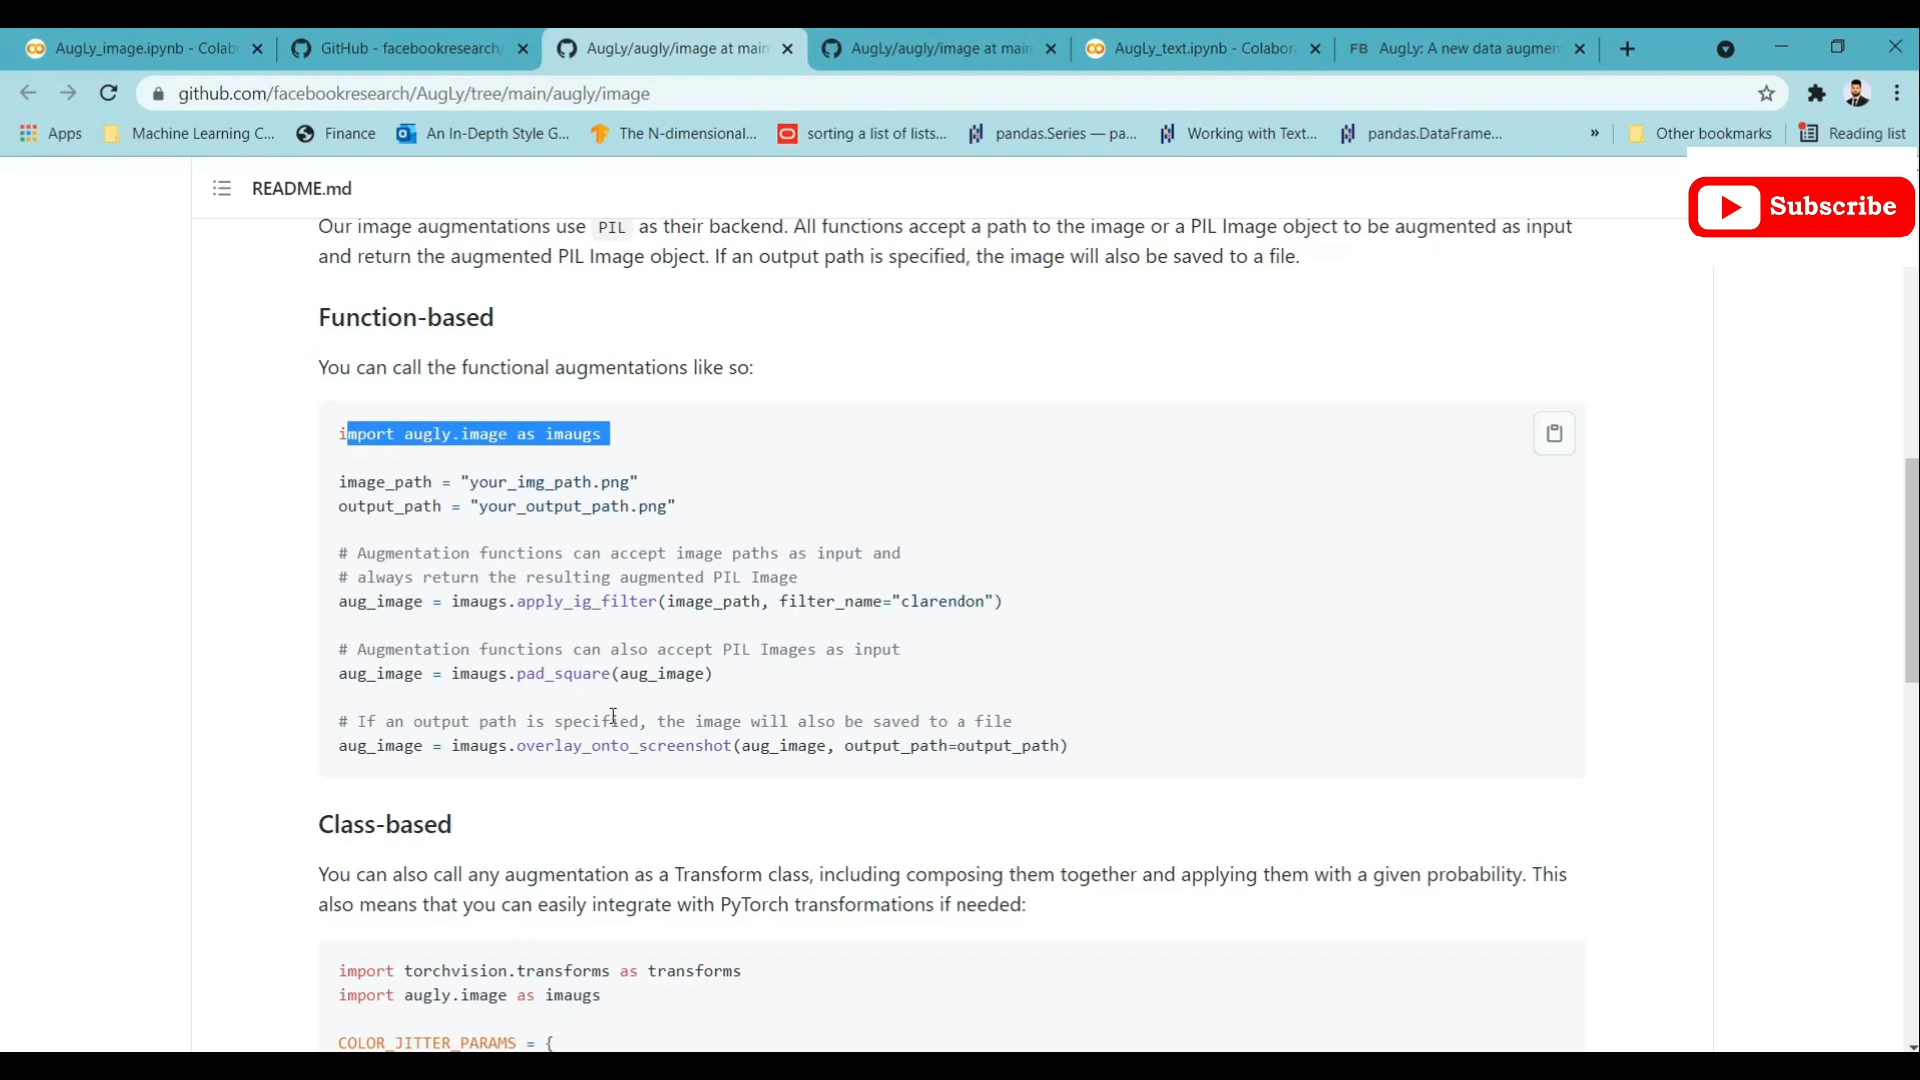 AugLy_image.ipynb - Colab
GitHub - facebookresearch/
AugLy/augly/image at main
AugLy/augly/image at main
AugLy_text.ipynb - Colabor
FB AugLy: A new data augmen
github.com/facebookresearch/AugLy/tree/main/augly/image
Apps Machine Learning C... Finance An In-Depth Style G... The N-dimensional... sorting a list of lists... pandas.Series — pa... Working with Text... pandas.DataFrame... » Other bookmarks Reading list
README.md
Subscribe
Our image augmentations use PIL as their backend. All functions accept a path to the image or a PIL Image object to be augmented as input
and return the augmented PIL Image object. If an output path is specified, the image will also be saved to a file.
Function-based
You can call the functional augmentations like so:
import augly.image as imaugs
image_path = "your_img_path.png"
output_path = "your_output_path.png"
# Augmentation functions can accept image paths as input and
# always return the resulting augmented PIL Image
aug_image = imaugs.apply_ig_filter(image_path, filter_name="clarendon")
# Augmentation functions can also accept PIL Images as input
aug_image = imaugs.pad_square(aug_image)
# If an output path is specified, the image will also be saved to a file
aug_image = imaugs.overlay_onto_screenshot(aug_image, output_path=output_path)
Class-based
You can also call any augmentation as a Transform class, including composing them together and applying them with a given probability. This
also means that you can easily integrate with PyTorch transformations if needed:
import torchvision.transforms as transforms
import augly.image as imaugs
COLOR_JITTER_PARAMS = {